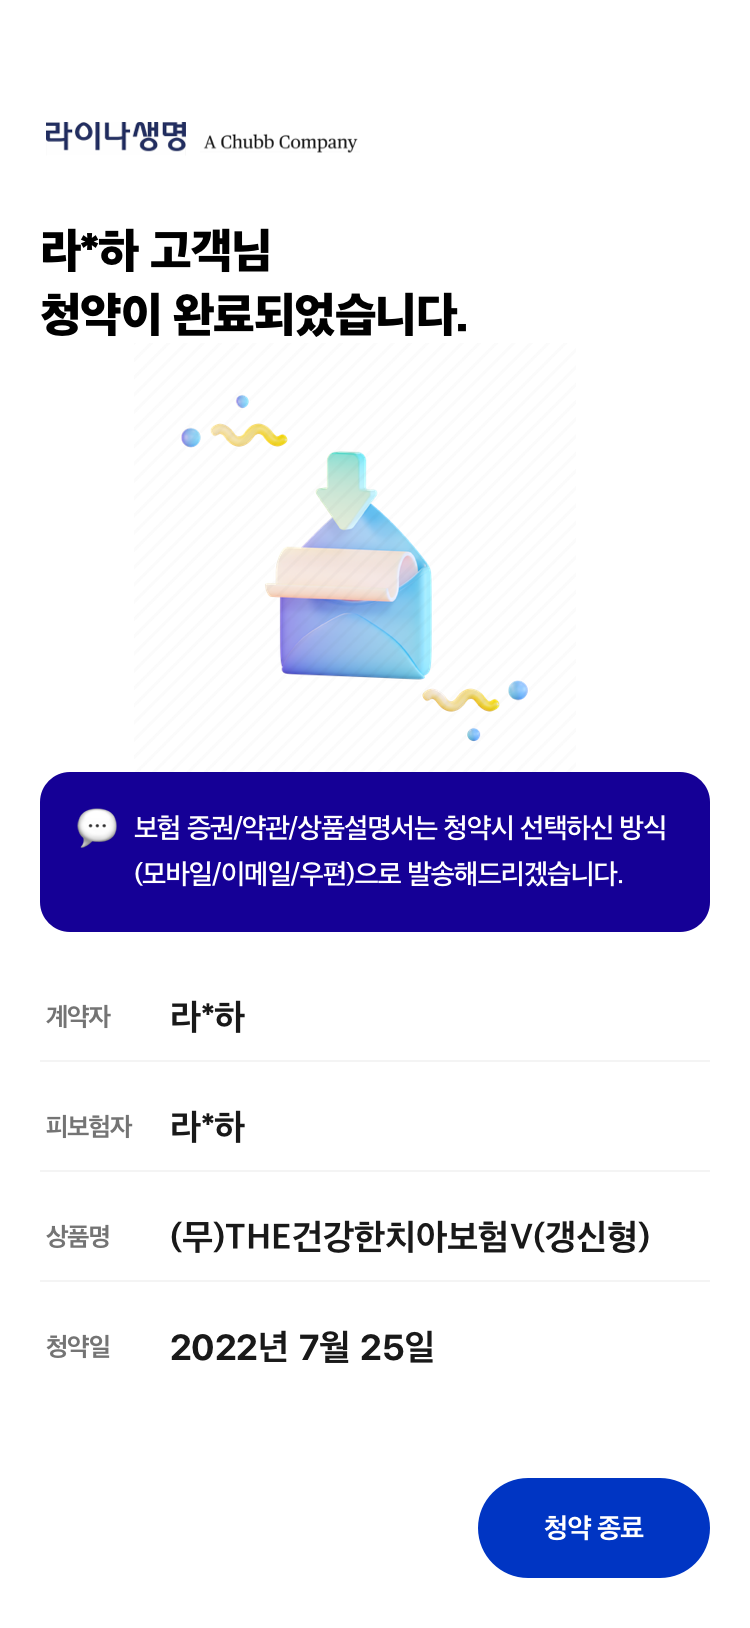 라이나생명 A Chubb Company
라*하 고객님
청약이 완료되었습니다.
보험 증권/약관/상품설명서는 청약시 선택하신 방식
(모바일/이메일/우편)으로 발송해드리겠습니다.
계약자 라*하
피보험자 라*하
상품명 (무)THE건강한치아보험V(갱신형)
청약일 2022년 7월 25일
청약 종료